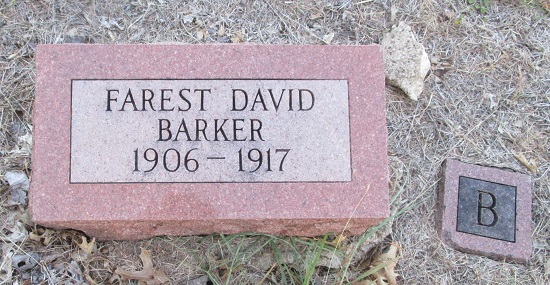 FAREST DAVID
BARKER
1906 – 1917
B